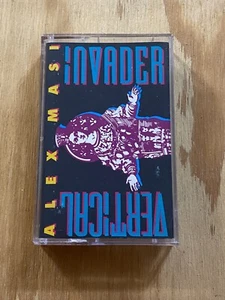 ALEX MASI
iNVADER
VERTICAL